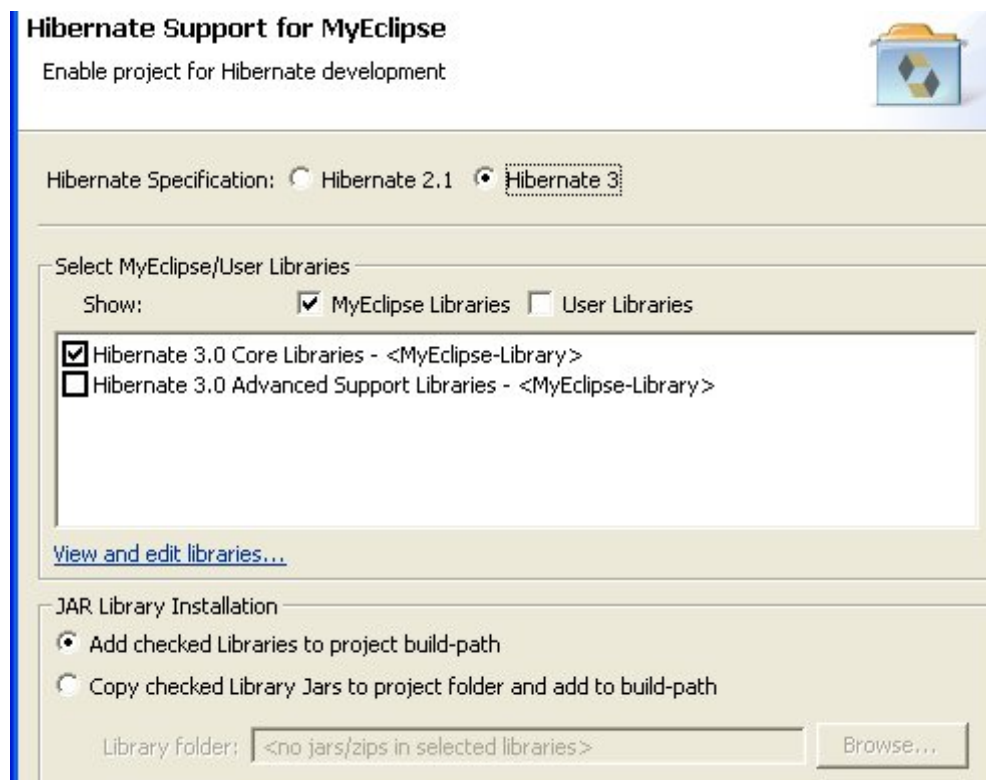 Hibernate Support for MyEclipse
Enable project for Hibernate development
Hibernate Specification: Hibernate 2.1 Hibernate 3
Select MyEclipse/User Libraries
Show: MyEclipse Libraries User Libraries
Hibernate 3.0 Core Libraries - <MyEclipse-Library>
Hibernate 3.0 Advanced Support Libraries - <MyEclipse-Library>
View and edit libraries...
JAR Library Installation
Add checked Libraries to project build-path
Copy checked Library Jars to project folder and add to build-path
Library folder: <no jars/zips in selected libraries> Browse...